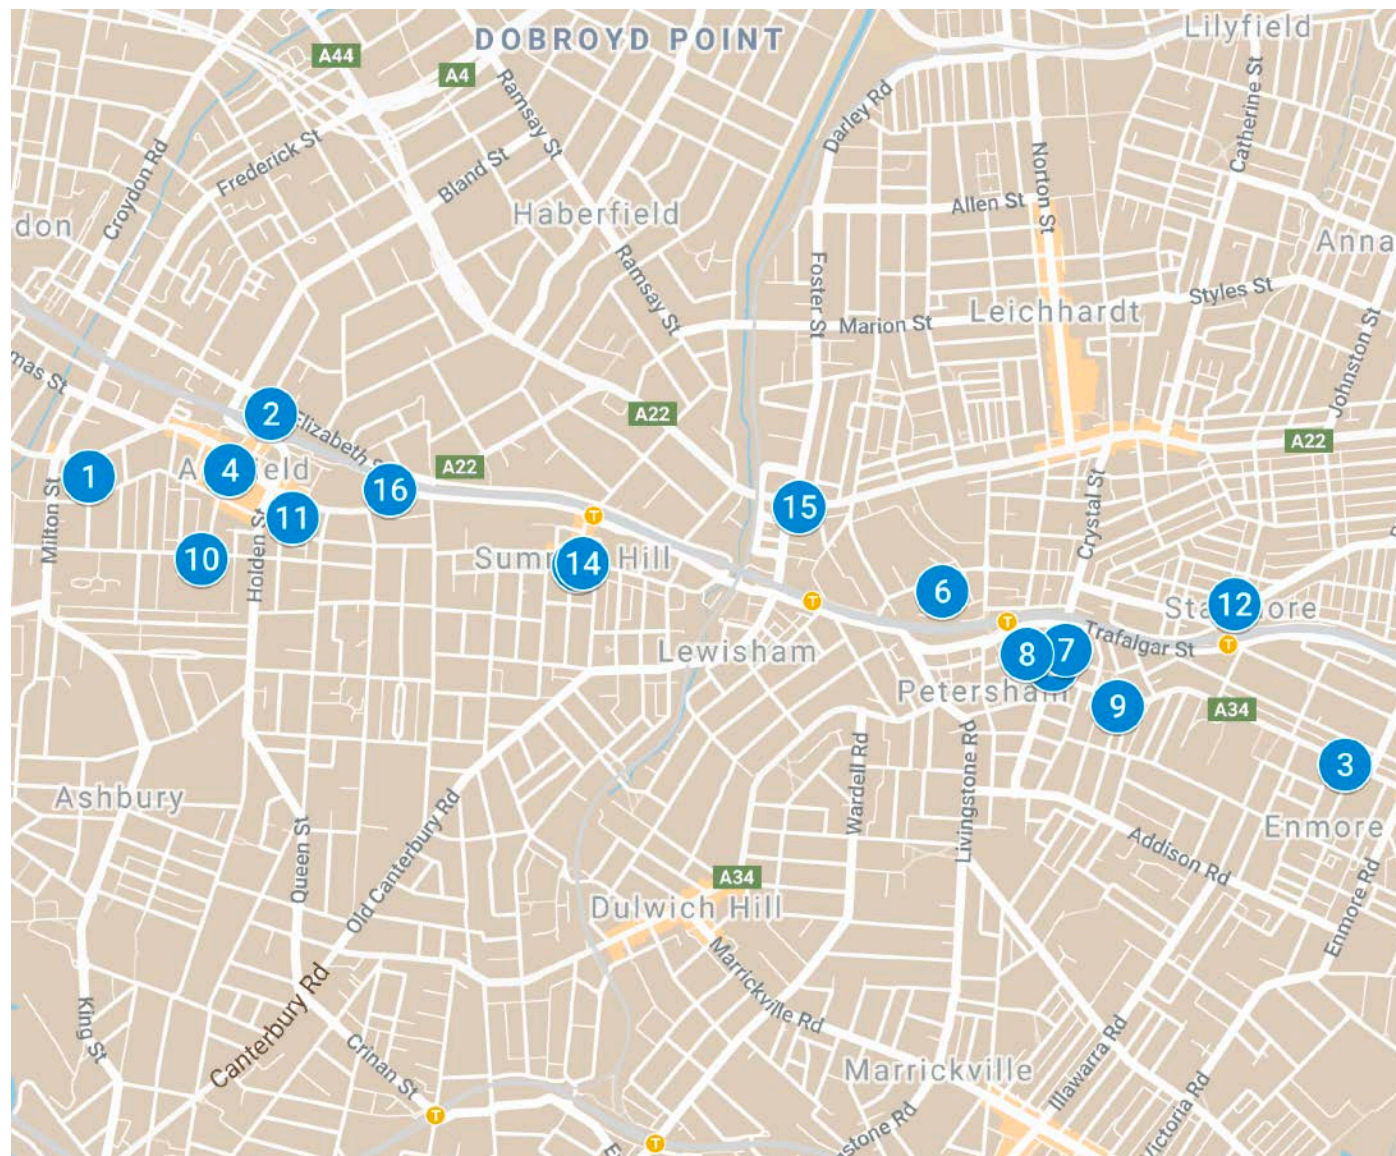 DOBROYD POINT
Lilyfield
A44
A4
Ramsay St
Darley Rd
Catherine St
Croydon Rd
Frederick St
Bland St
Norton St
Allen St
don
Haberfield
Anna
Ramsay St
Foster St
Leichhardt
Styles St
Marion St
Johnston St
mas St
2
Elizabeth S
A22
A22
1
4
A
field
A22
16
15
Milton St
11
Holden St
Crystal St
10
T
Sum
14
Hill
T
6
12
Sta
ore
T
Trafalgar St
T
Lewisham
8
7
Petersham
9
A34
3
Livingstone Rd
Wardell Rd
Ashbury
Enmore
Addison Rd
Old Canterbury Rd
Queen St
A34
Dulwich Hill
Enmore Rd
Marrickville Rd
Canterbury Rd
King St
Crinan St
Marrickville
Illawarra Rd
Victoria Rd
T
T
gstone Rd